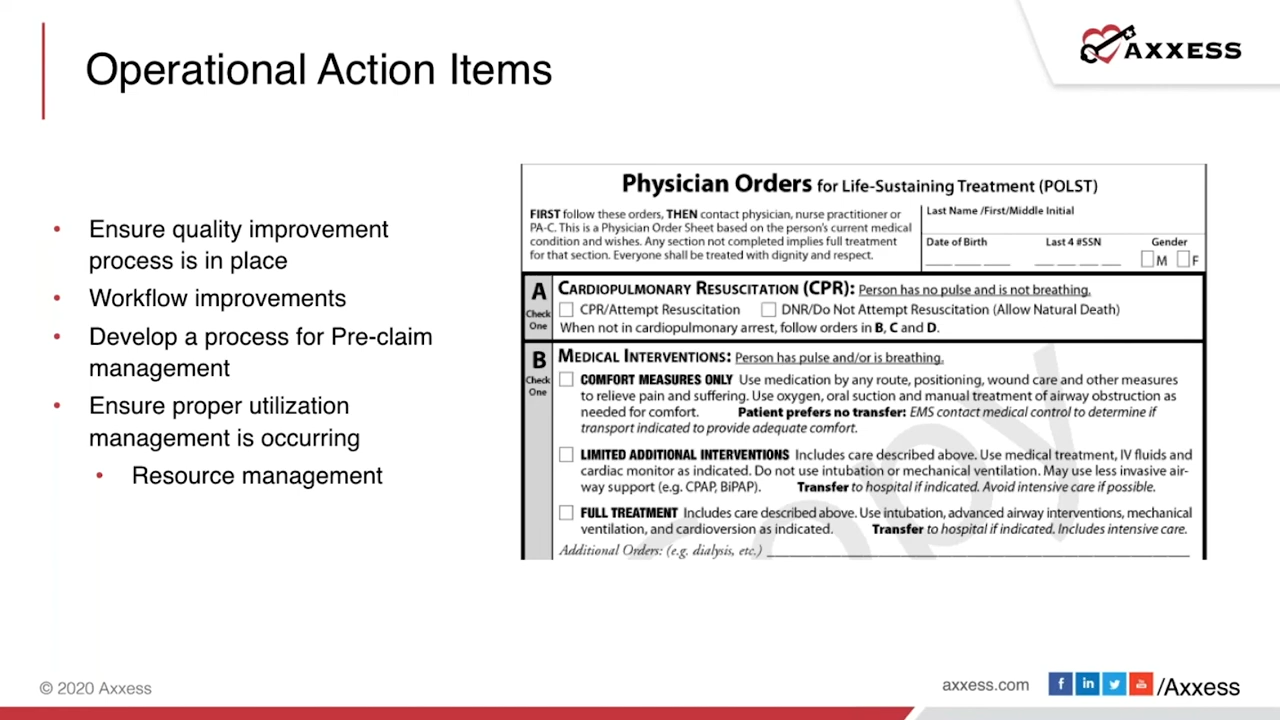 Operational Action Items
AXXESS
• Ensure quality improvement
process is in place
• Workflow improvements
• Develop a process for Pre-claim
management
• Ensure proper utilization
management is occurring
• Resource management
Physician Orders for Life-Sustaining Treatment (POLST)
FIRST follow these orders, THEN contact physician, nurse practitioner or
PA-C. This is a Physician Order Sheet based on the person's current medical
condition and wishes. Any section not completed implies full treatment
for that section. Everyone shall be treated with dignity and respect.
Last Name /First/Middle Initial
Date of Birth Last 4 #SSN Gender
M F
A
Check
One
CARDIOPULMONARY RESUSCITATION (CPR): Person has no pulse and is not breathing.
CPR/Attempt Resuscitation DNR/Do Not Attempt Resuscitation (Allow Natural Death)
When not in cardiopulmonary arrest, follow orders in B, C and D.
B
Check
One
MEDICAL INTERVENTIONS: Person has pulse and/or is breathing.
COMFORT MEASURES ONLY Use medication by any route, positioning, wound care and other measures
to relieve pain and suffering. Use oxygen, oral suction and manual treatment of airway obstruction as
needed for comfort. Patient prefers no transfer: EMS contact medical control to determine if
transport indicated to provide adequate comfort.
LIMITED ADDITIONAL INTERVENTIONS Includes care described above. Use medical treatment, IV fluids and
cardiac monitor as indicated. Do not use intubation or mechanical ventilation. May use less invasive air-
way support (e.g. CPAP, BiPAP). Transfer to hospital if indicated. Avoid intensive care if possible.
FULL TREATMENT Includes care described above. Use intubation, advanced airway interventions, mechanical
ventilation, and cardioversion as indicated. Transfer to hospital if indicated. Includes intensive care.
Additional Orders: (e.g. dialysis, etc.)
© 2020 Axxess
axxess.com f in /Axxess